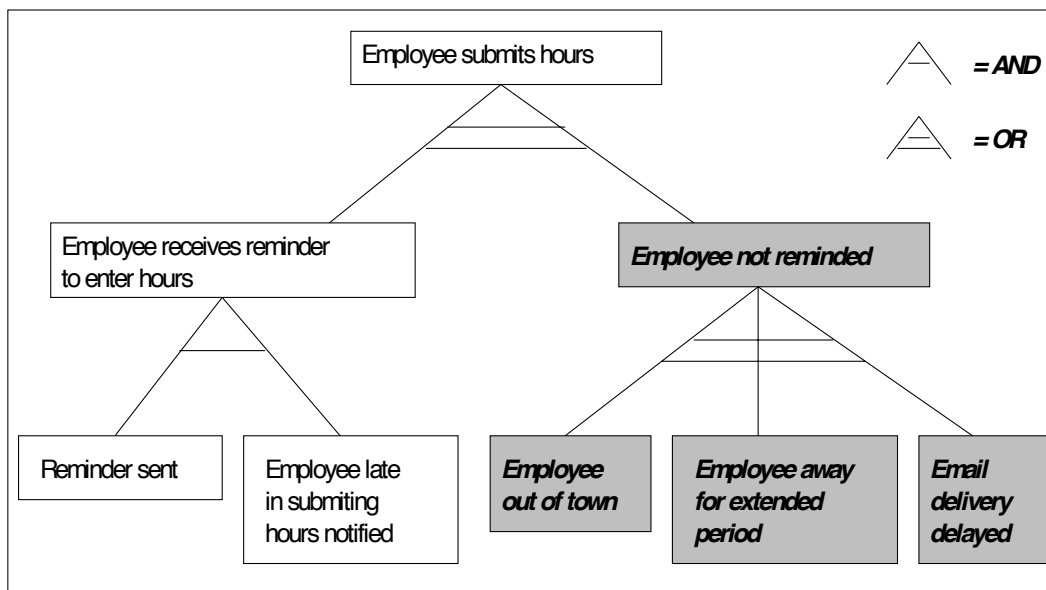 Employee submits hours
= AND
= OR
Employee receives reminder
to enter hours
Employee not reminded
Reminder sent
Employee late
in submiting
hours notified
Employee
out of town
Employee away
for extended
period
Email
delivery
delayed